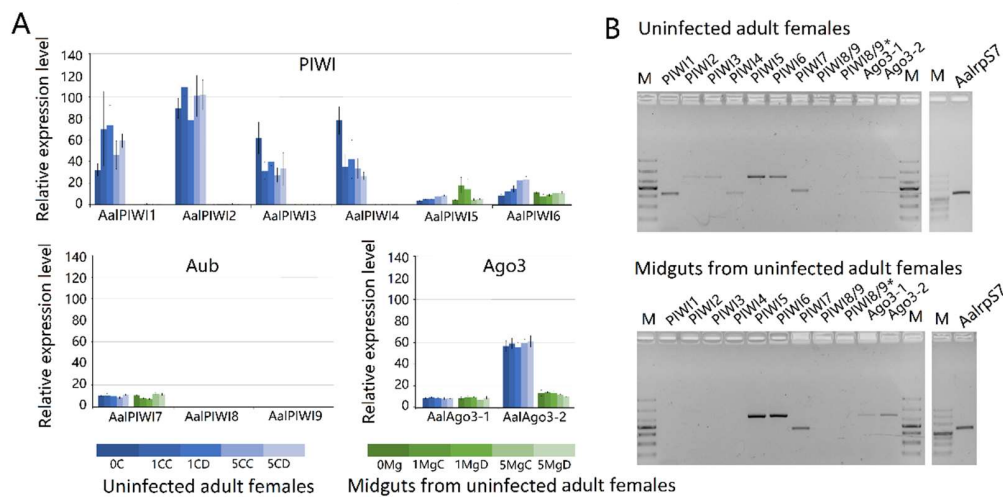 A
PIWI
Relative expression level
140
120
100
80
60
40
20
0
AalPIWI1 AalPIWI2 AalPIWI3 AalPIWI4 AalPIWI5 AalPIWI6
Aub
Relative expression level
140
120
100
80
60
40
20
0
AalPIWI7 AalPIWI8 AalPIWI9
Ago3
Relative expression level
140
120
100
80
60
40
20
0
AalAgo3-1 AalAgo3-2
0C 1CC 1CD 5CC 5CD
Uninfected adult females
0Mg 1MgC 1MgD 5MgC 5MgD
Midguts from uninfected adult females
B
Uninfected adult females
M PIWI1 PIWI2 PIWI3 PIWI4 PIWI5 PIWI6 PIWI7 PIWI8/9 PIWI8/9* Ago3-1 Ago3-2 M M AalrpS7
Midguts from uninfected adult females
M PIWI1 PIWI2 PIWI3 PIWI4 PIWI5 PIWI6 PIWI7 PIWI8/9 PIWI8/9* Ago3-1 Ago3-2 M M AalrpS7